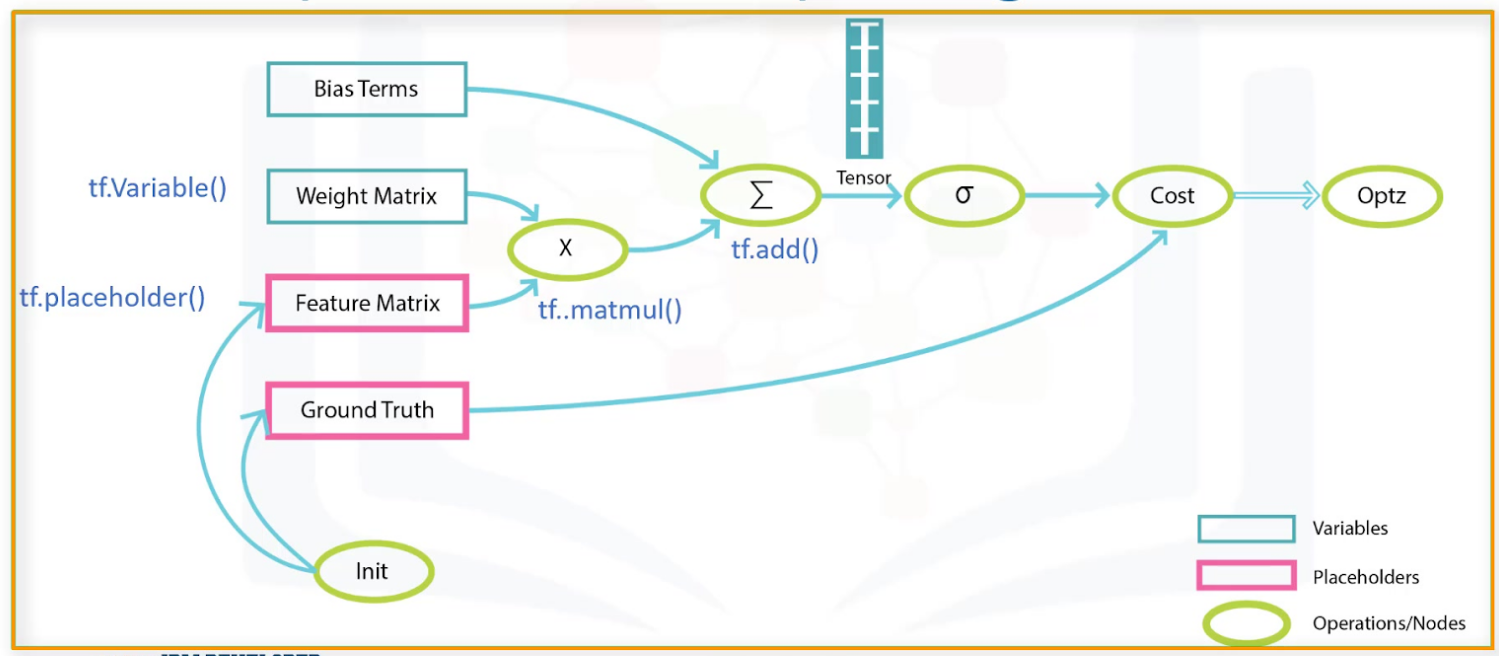 Bias Terms
tf.Variable()
Weight Matrix
X
tf.placeholder()
Feature Matrix
tf..matmul()
Σ
tf.add()
Tensor
σ
Cost
Optz
Ground Truth
Init
Variables
Placeholders
Operations/Nodes